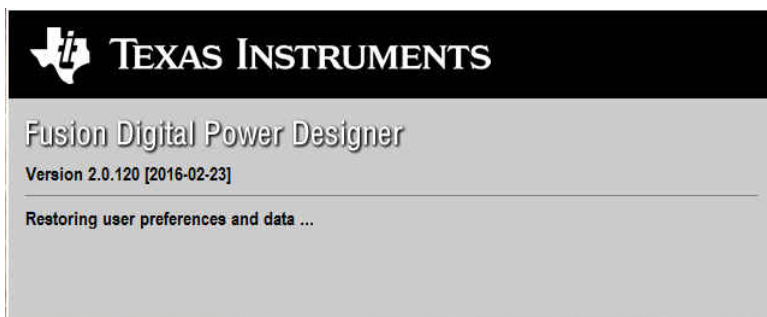 TEXAS INSTRUMENTS
Fusion Digital Power Designer
Version 2.0.120 [2016-02-23]
Restoring user preferences and data ...